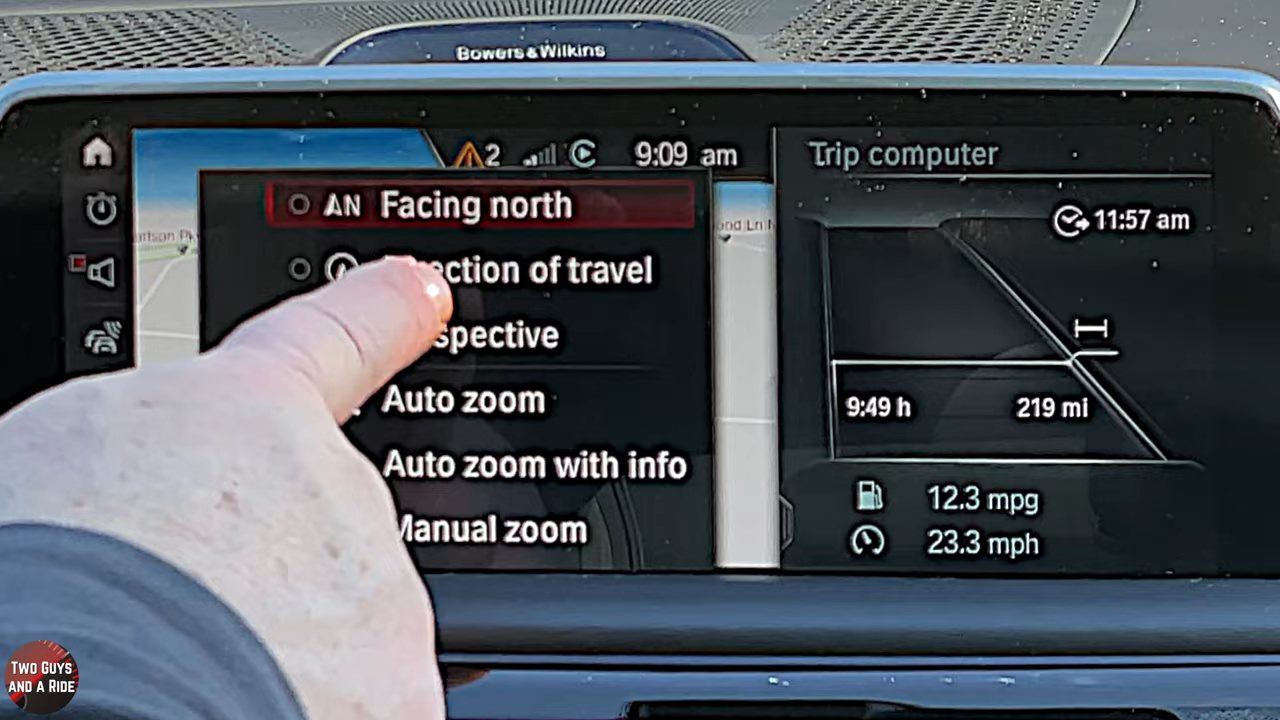 Bowers & Wilkins
2
9:09 am
Trip computer
AN Facing north
11:57 am
ection of travel
spective
Auto zoom
9:49 h
219 mi
Auto zoom with info
12.3 mpg
Manual zoom
23.3 mph
TWO GUYS
AND A RIDE